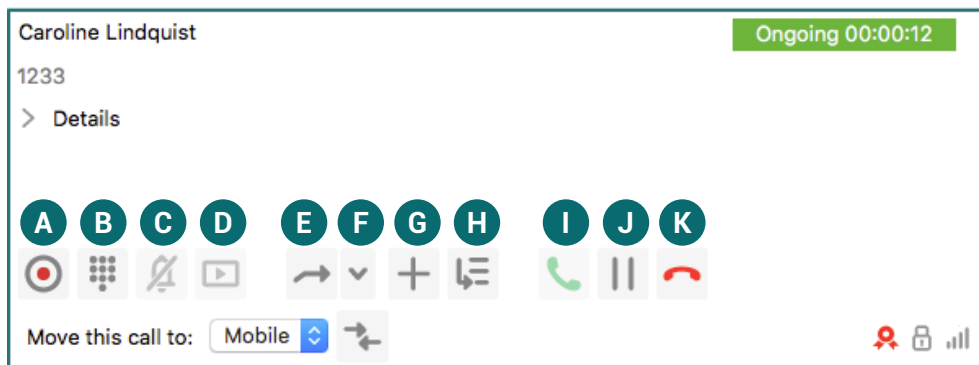 Caroline Lindquist
Ongoing 00:00:12
1233
Details
A B C D E F G H I J K
Move this call to: Mobile